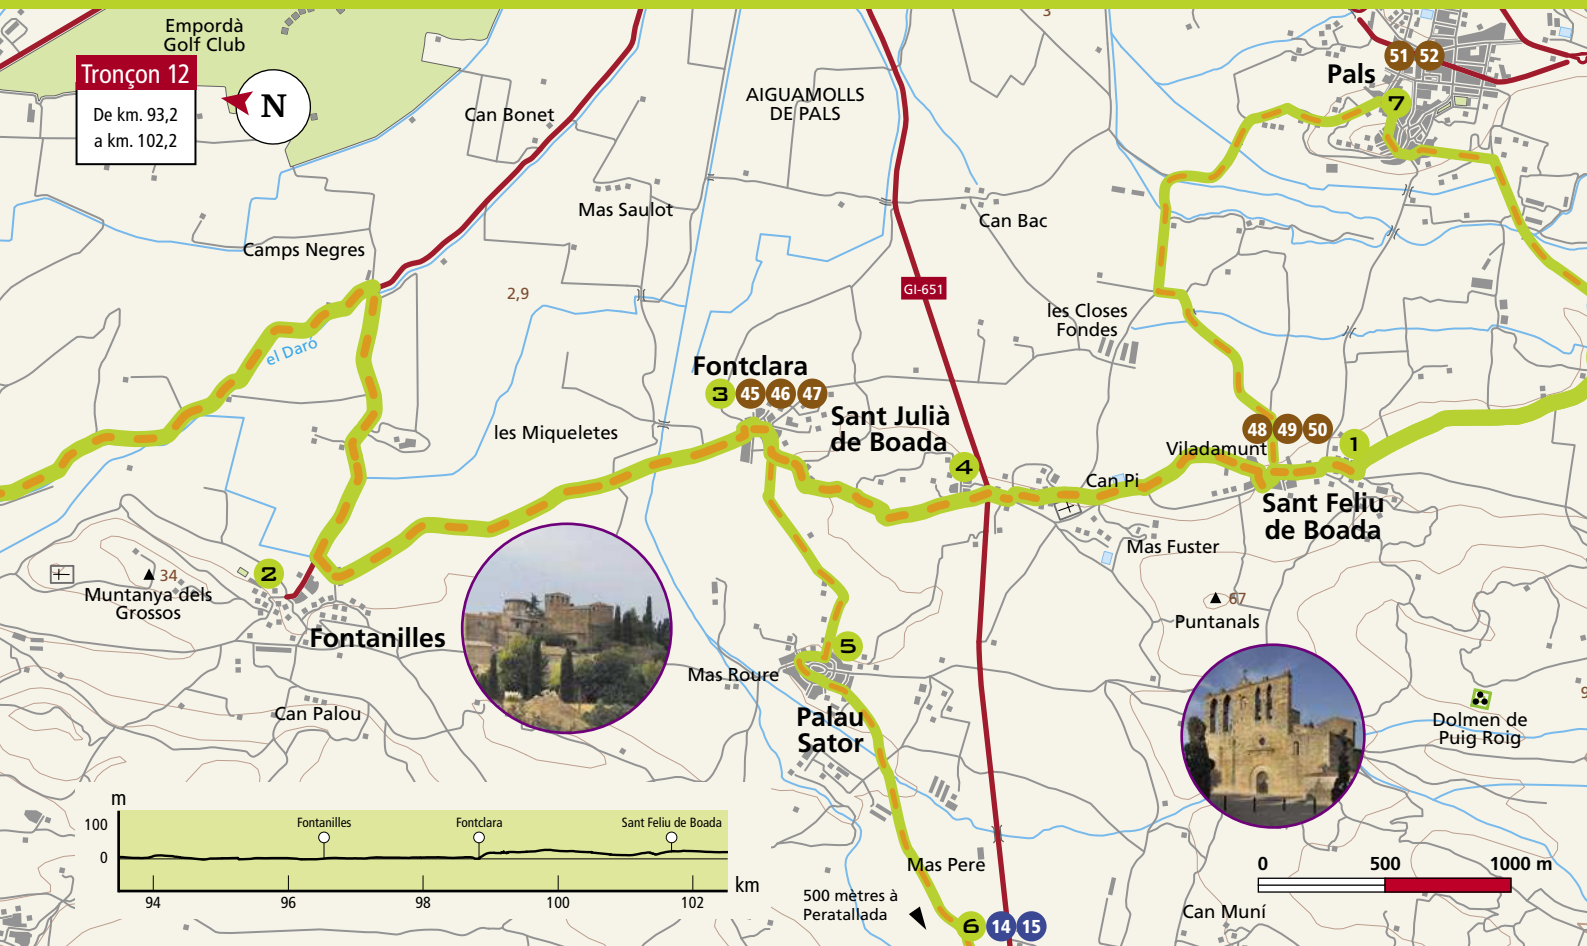 Empordà
Golf Club
Tronçon 12
De km. 93,2
a km. 102,2
N
3
51
52
Pals
7
Can Bonet
AIGUAMOLLS
DE PALS
Mas Saulot
Can Bac
Camps Negres
2,9
GI-651
les Closes
Fondes
el Daró
Fontclara
3
45
46
47
Sant Julià
de Boada
les Miqueletes
4
48
49
50
1
Viladamunt
Can Pi
Sant Feliu
de Boada
Mas Fuster
2
34
Muntanya dels
Grossos
67
Puntanals
Fontanilles
5
Mas Roure
Can Palou
Palau
Sator
9
Dolmen de
Puig Roig
m
100
0
Fontanilles
Fontclara
Sant Feliu de Boada
km
94
96
98
100
102
Mas Pere
500 mètres à
Peratallada
6
14
15
0
500
1000 m
Can Muní